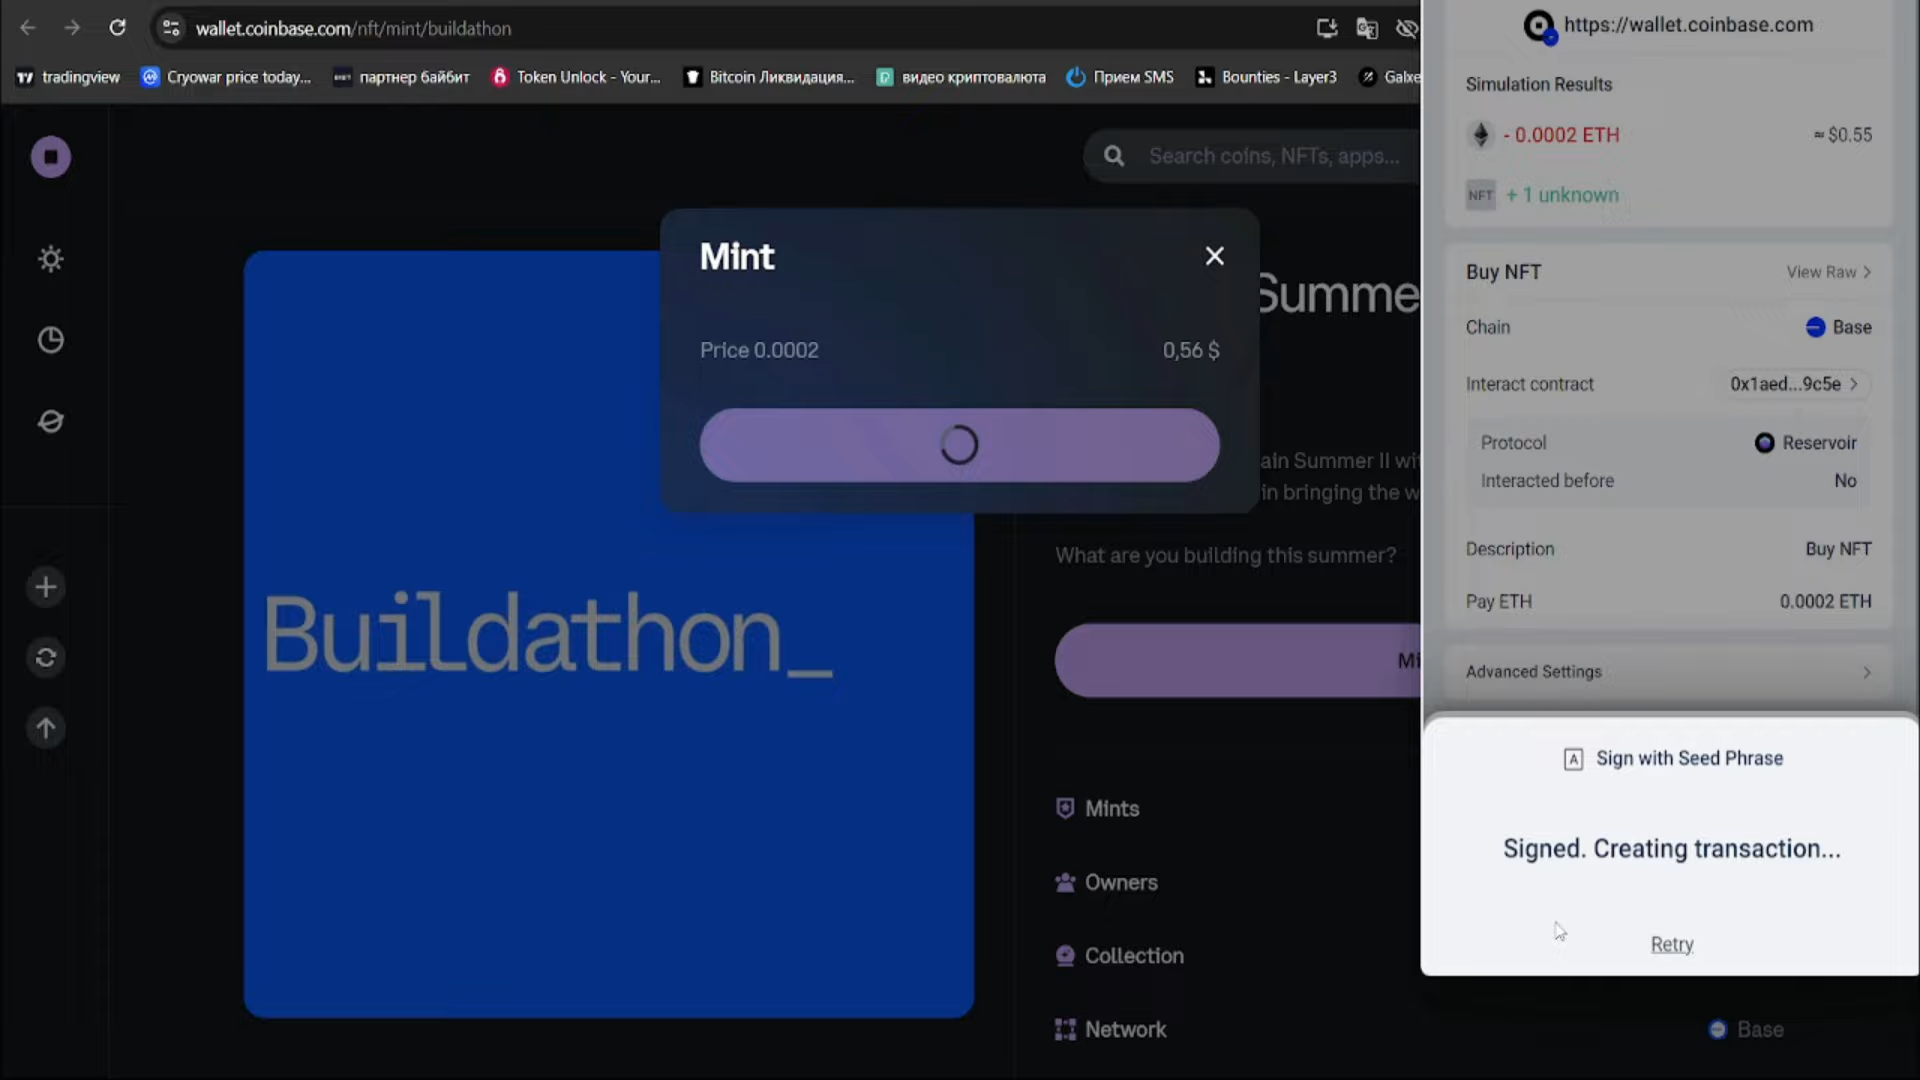 wallet.coinbase.com/nft/mint/buildathon
tradingview
Cryowar price today...
партнер байбит
Token Unlock - Your...
Bitcoin Ликвидация...
видео криптовалюта
Прием SMS
Bounties - Layer3
Galxe
Search coins, NFTs, apps...
Mint
Price 0.0002
0,56 $
Summe
ain Summer II wit
in bringing the w
What are you building this summer?
Mi
Buildathon_
Mints
Owners
Collection
Network
Base
https://wallet.coinbase.com
Simulation Results
- 0.0002 ETH
≈ $0.55
NFT
+ 1 unknown
Buy NFT
View Raw >
Chain
Base
Interact contract
0x1aed...9c5e >
Protocol
Reservoir
Interacted before
No
Description
Buy NFT
Pay ETH
0.0002 ETH
Advanced Settings
A Sign with Seed Phrase
Signed. Creating transaction...
Retry